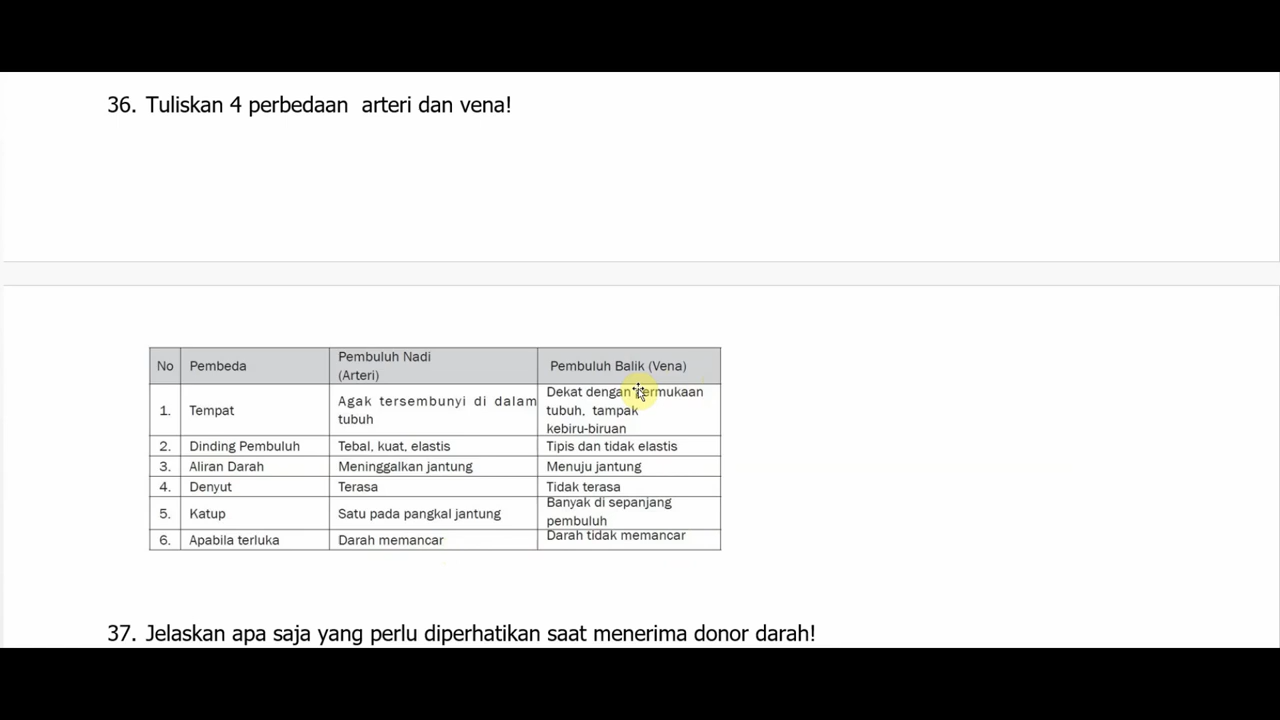 36. Tuliskan 4 perbedaan arteri dan vena!
No Pembeda Pembuluh Nadi (Arteri) Pembuluh Balik (Vena)
1. Tempat Agak tersembunyi di dalam tubuh Dekat dengan permukaan tubuh, tampak kebiru-biruan
2. Dinding Pembuluh Tebal, kuat, elastis Tipis dan tidak elastis
3. Aliran Darah Meninggalkan jantung Menuju jantung
4. Denyut Terasa Tidak terasa
5. Katup Satu pada pangkal jantung Banyak di sepanjang pembuluh
6. Apabila terluka Darah memancar Darah tidak memancar
37. Jelaskan apa saja yang perlu diperhatikan saat menerima donor darah!